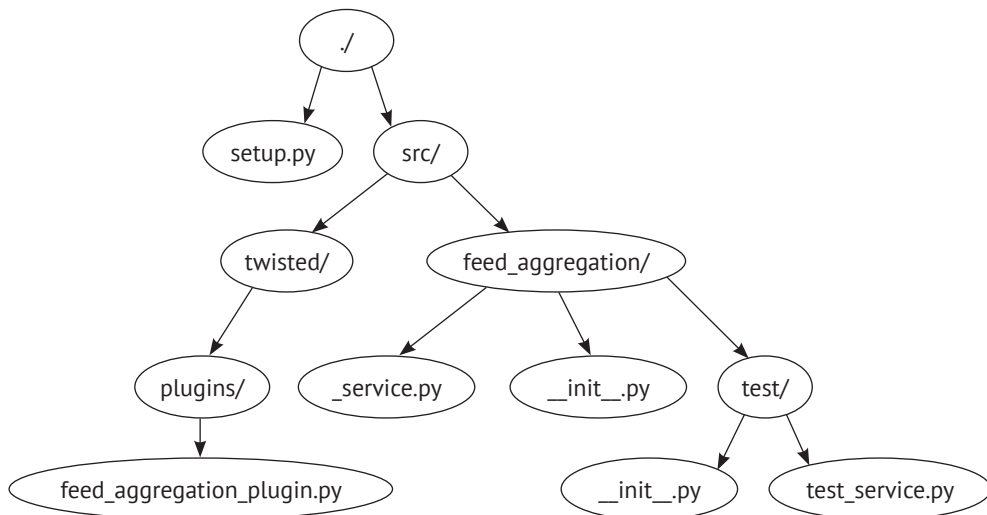 ./
setup.py
src/
twisted/
feed_aggregation/
plugins/
_service.py
__init__.py
test/
feed_aggregation_plugin.py
__init__.py
test_service.py